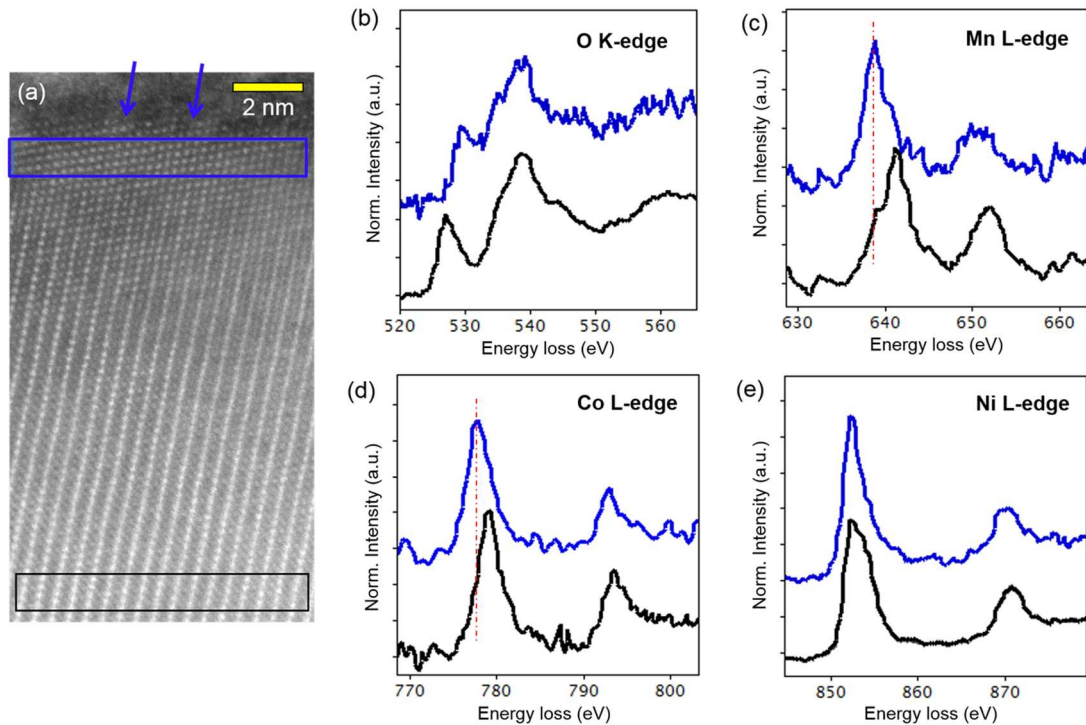 (a)
2 nm
(b)
O K-edge
Norm. Intensity (a.u.)
520 530 540 550 560
Energy loss (eV)
(c)
Mn L-edge
Norm. Intensity (a.u.)
630 640 650 660
Energy loss (eV)
(d)
Co L-edge
Norm. Intensity (a.u.)
770 780 790 800
Energy loss (eV)
(e)
Ni L-edge
Norm. Intensity (a.u.)
850 860 870
Energy loss (eV)